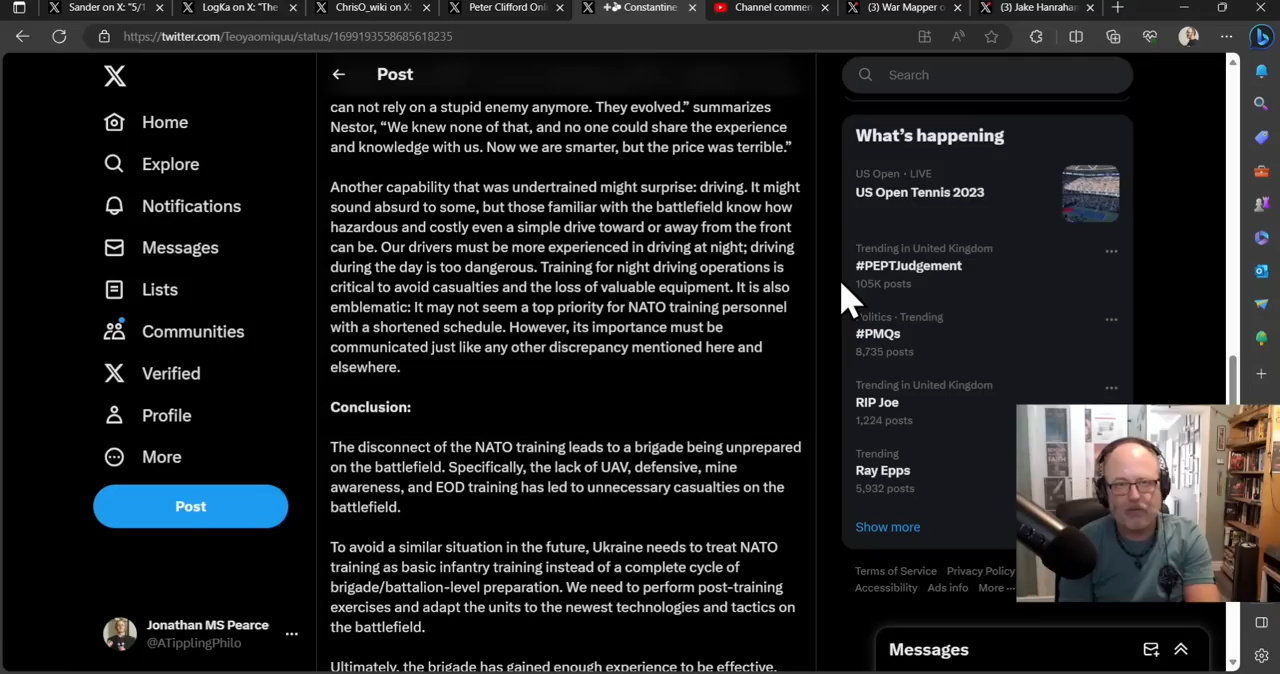 Sander on X: "5/1
LogKa on X: "The
ChrisO_wiki on X:
Peter Clifford Onl
Constantine
Channel commen
(3) War Mapper o
(3) Jake Hanrahan
https://twitter.com/Teoyaomiquu/status/1699193558685618235
X
Home
Explore
Notifications
Messages
Lists
Communities
Verified
Profile
More
Post
Jonathan MS Pearce
@ATipplingPhilo
Post
can not rely on a stupid enemy anymore. They evolved.” summarizes
Nestor, “We knew none of that, and no one could share the experience
and knowledge with us. Now we are smarter, but the price was terrible.”
Another capability that was undertrained might surprise: driving. It might
sound absurd to some, but those familiar with the battlefield know how
hazardous and costly even a simple drive toward or away from the front
can be. Our drivers must be more experienced in driving at night; driving
during the day is too dangerous. Training for night driving operations is
critical to avoid casualties and the loss of valuable equipment. It is also
emblematic: It may not seem a top priority for NATO training personnel
with a shortened schedule. However, its importance must be
communicated just like any other discrepancy mentioned here and
elsewhere.
Conclusion:
The disconnect of the NATO training leads to a brigade being unprepared
on the battlefield. Specifically, the lack of UAV, defensive, mine
awareness, and EOD training has led to unnecessary casualties on the
battlefield.
To avoid a similar situation in the future, Ukraine needs to treat NATO
training as basic infantry training instead of a complete cycle of
brigade/battalion-level preparation. We need to perform post-training
exercises and adapt the units to the newest technologies and tactics on
the battlefield.
Ultimately, the brigade has gained enough experience to be effective,
Search
What’s happening
US Open · LIVE
US Open Tennis 2023
Trending in United Kingdom
#PEPTJudgement
105K posts
Politics · Trending
#PMQs
8,735 posts
Trending in United Kingdom
RIP Joe
1,224 posts
Trending
Ray Epps
5,932 posts
Show more
Terms of Service Privacy Policy
Accessibility Ads info More ···
Messages